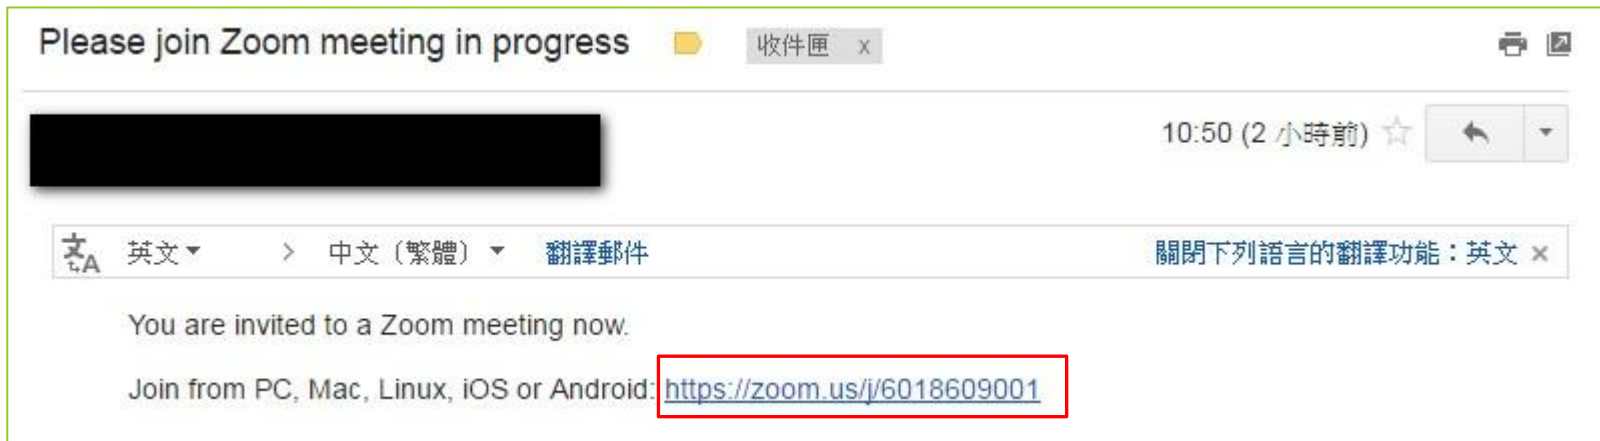 Please join Zoom meeting in progress 收件匣 x
10:50 (2 小時前)
文A 英文 > 中文（繁體） 翻譯郵件 關閉下列語言的翻譯功能：英文 ×
You are invited to a Zoom meeting now.
Join from PC, Mac, Linux, iOS or Android: https://zoom.us/j/6018609001